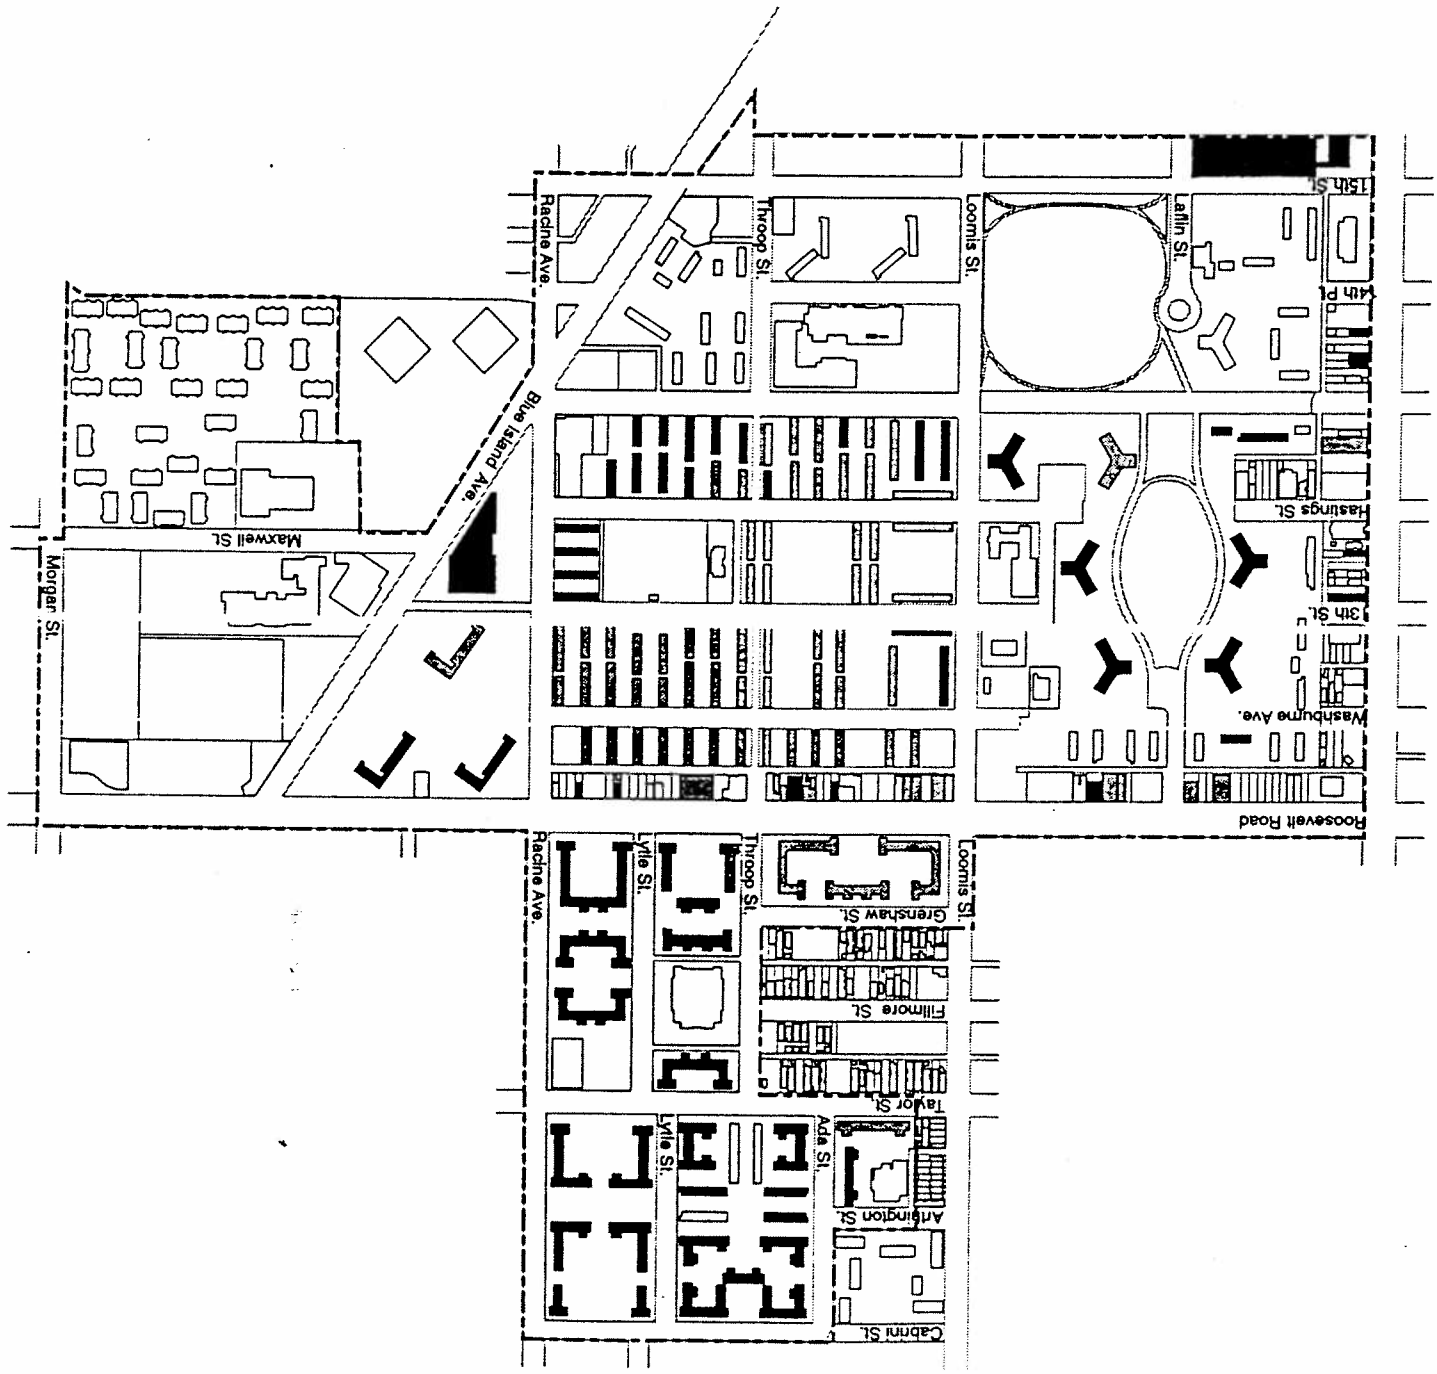 15th St.
Racine Ave.
Throop St.
Loomis St.
Laflin St.
14th Pl.
Blue Island Ave.
Hastings St.
Maxwell St.
Morgan St.
3th St.
Washburne Ave.
Roosevelt Road
Racine Ave.
ytle St.
Throop St.
Loomis St.
Grenshaw St.
Fillmore St.
Taylor St.
Lytle St.
Ada St.
Arthington St.
Cabrini St.